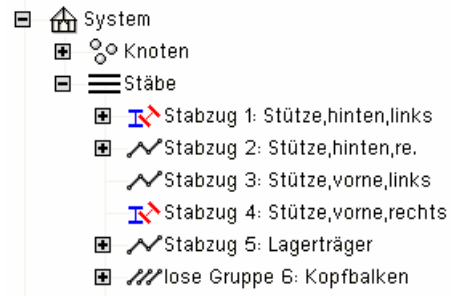 System
Knoten
Stäbe
Stabzug 1: Stütze,hinten,links
Stabzug 2: Stütze,hinten,re.
Stabzug 3: Stütze,vorne,links
Stabzug 4: Stütze,vorne,rechts
Stabzug 5: Lagerträger
lose Gruppe 6: Kopfbalken